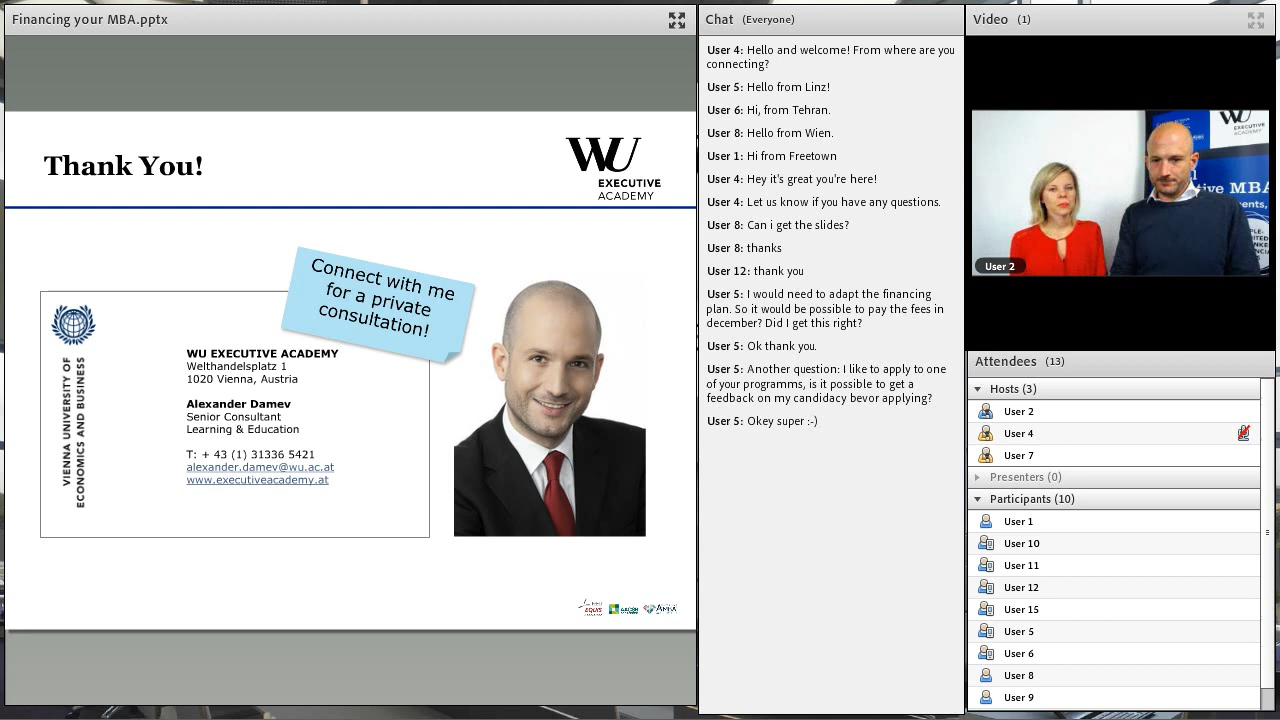 Financing your MBA.pptx
Thank You!
WU
EXECUTIVE
ACADEMY
Connect with me
for a private
consultation!
VIENNA UNIVERSITY OF
ECONOMICS AND BUSINESS
WU EXECUTIVE ACADEMY
Welthandelsplatz 1
1020 Vienna, Austria
Alexander Damev
Senior Consultant
Learning & Education
T: + 43 (1) 31336 5421
alexander.damev@wu.ac.at
www.executiveacademy.at
EQUIS
AACSB
AMBA
Chat (Everyone)
User 4: Hello and welcome! From where are you
connecting?
User 5: Hello from Linz!
User 6: Hi, from Tehran.
User 8: Hello from Wien.
User 1: Hi from Freetown
User 4: Hey it's great you're here!
User 4: Let us know if you have any questions.
User 8: Can i get the slides?
User 8: thanks
User 12: thank you
User 5: I would need to adapt the financing
plan. So it would be possible to pay the fees in
december? Did I get this right?
User 5: Ok thank you.
User 5: Another question: I like to apply to one
of your programms, is it possible to get a
feedback on my candidacy bevor applying?
User 5: Okey super :-)
Video (1)
WU
EXECUTIVE
ACADEMY
tive MBA
User 2
Attendees (13)
Hosts (3)
User 2
User 4
User 7
Presenters (0)
Participants (10)
User 1
User 10
User 11
User 12
User 15
User 5
User 6
User 8
User 9